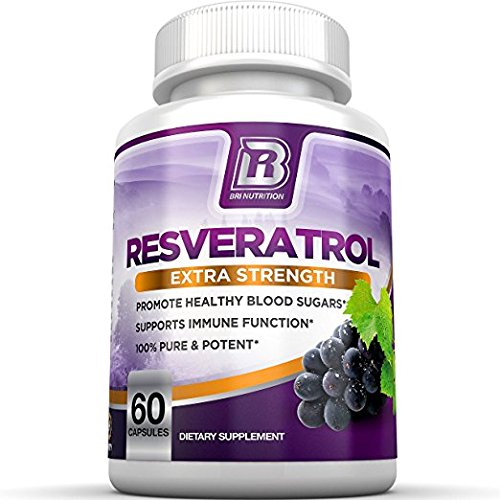 BRI NUTRITION
RESVERATROL
EXTRA STRENGTH
PROMOTE HEALTHY BLOOD SUGARS*
SUPPORTS IMMUNE FUNCTION*
100% PURE & POTENT*
60
CAPSULES
DIETARY SUPPLEMENT